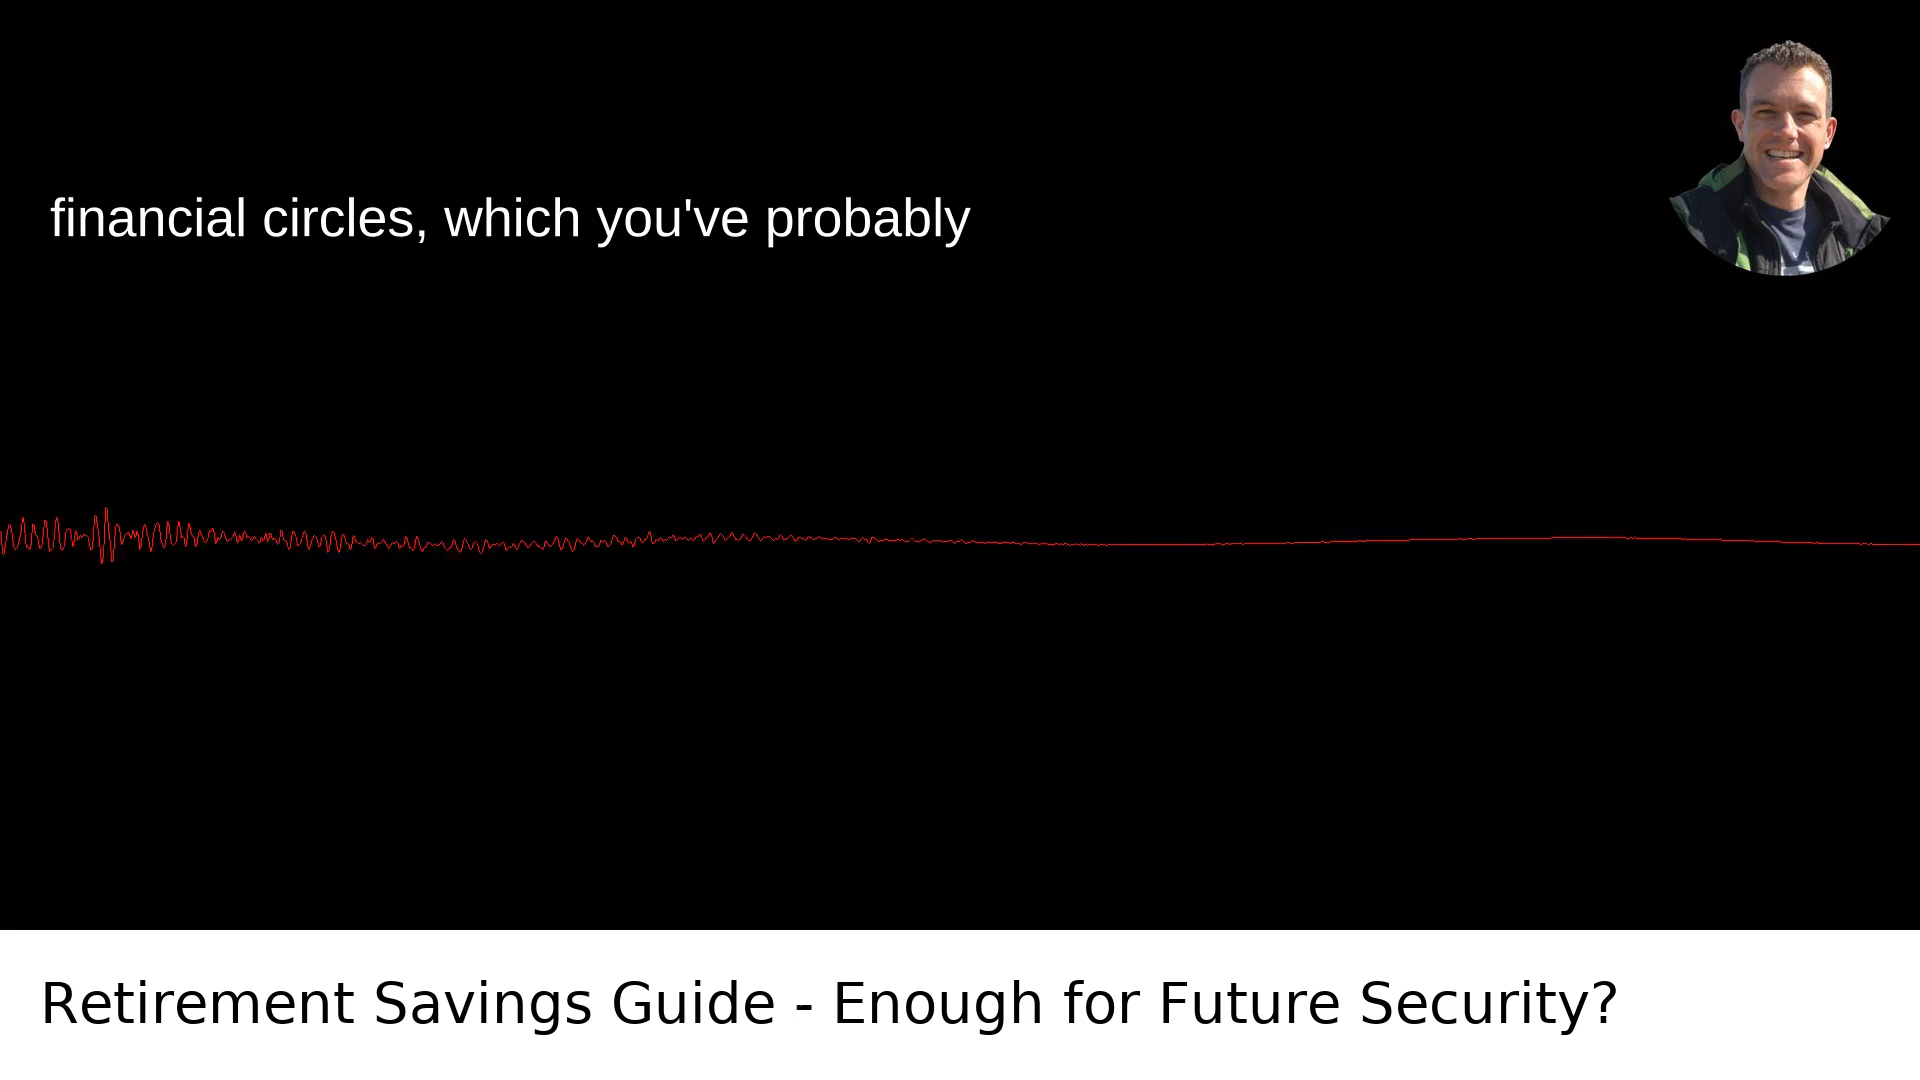 financial circles, which you've probably
Retirement Savings Guide - Enough for Future Security?